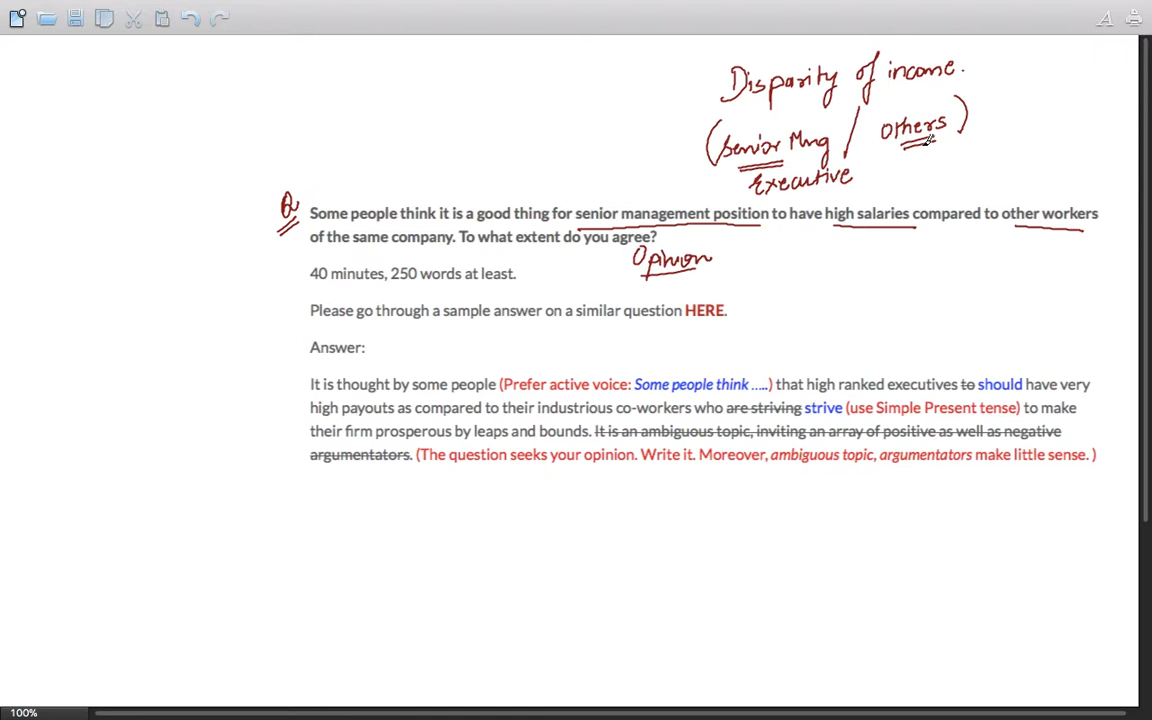 Disparity of income.
(Senior Mng / Others)
Executive
Q
Some people think it is a good thing for senior management position to have high salaries compared to other workers
of the same company. To what extent do you agree?
Opinion
40 minutes, 250 words at least.
Please go through a sample answer on a similar question HERE.
Answer:
It is thought by some people (Prefer active voice: Some people think …..) that high ranked executives to should have very
high payouts as compared to their industrious co-workers who are striving strive (use Simple Present tense) to make
their firm prosperous by leaps and bounds. It is an ambiguous topic, inviting an array of positive as well as negative
argumentators. (The question seeks your opinion. Write it. Moreover, ambiguous topic, argumentators make little sense. )
100%